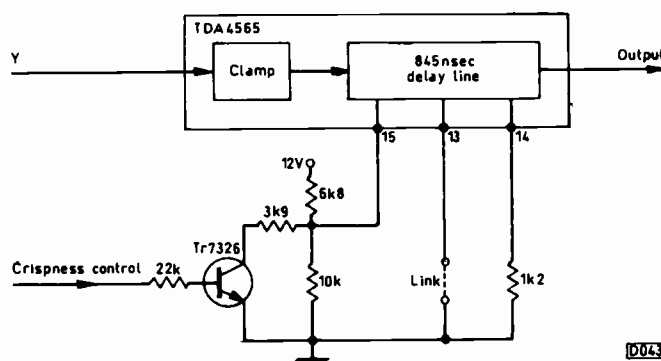 TDA4565
Y
Clamp
845nsec
delay line
Output
15
13
14
12V
6k8
3k9
Tr7326
Crispness control
22k
10k
Link
1k2
D043